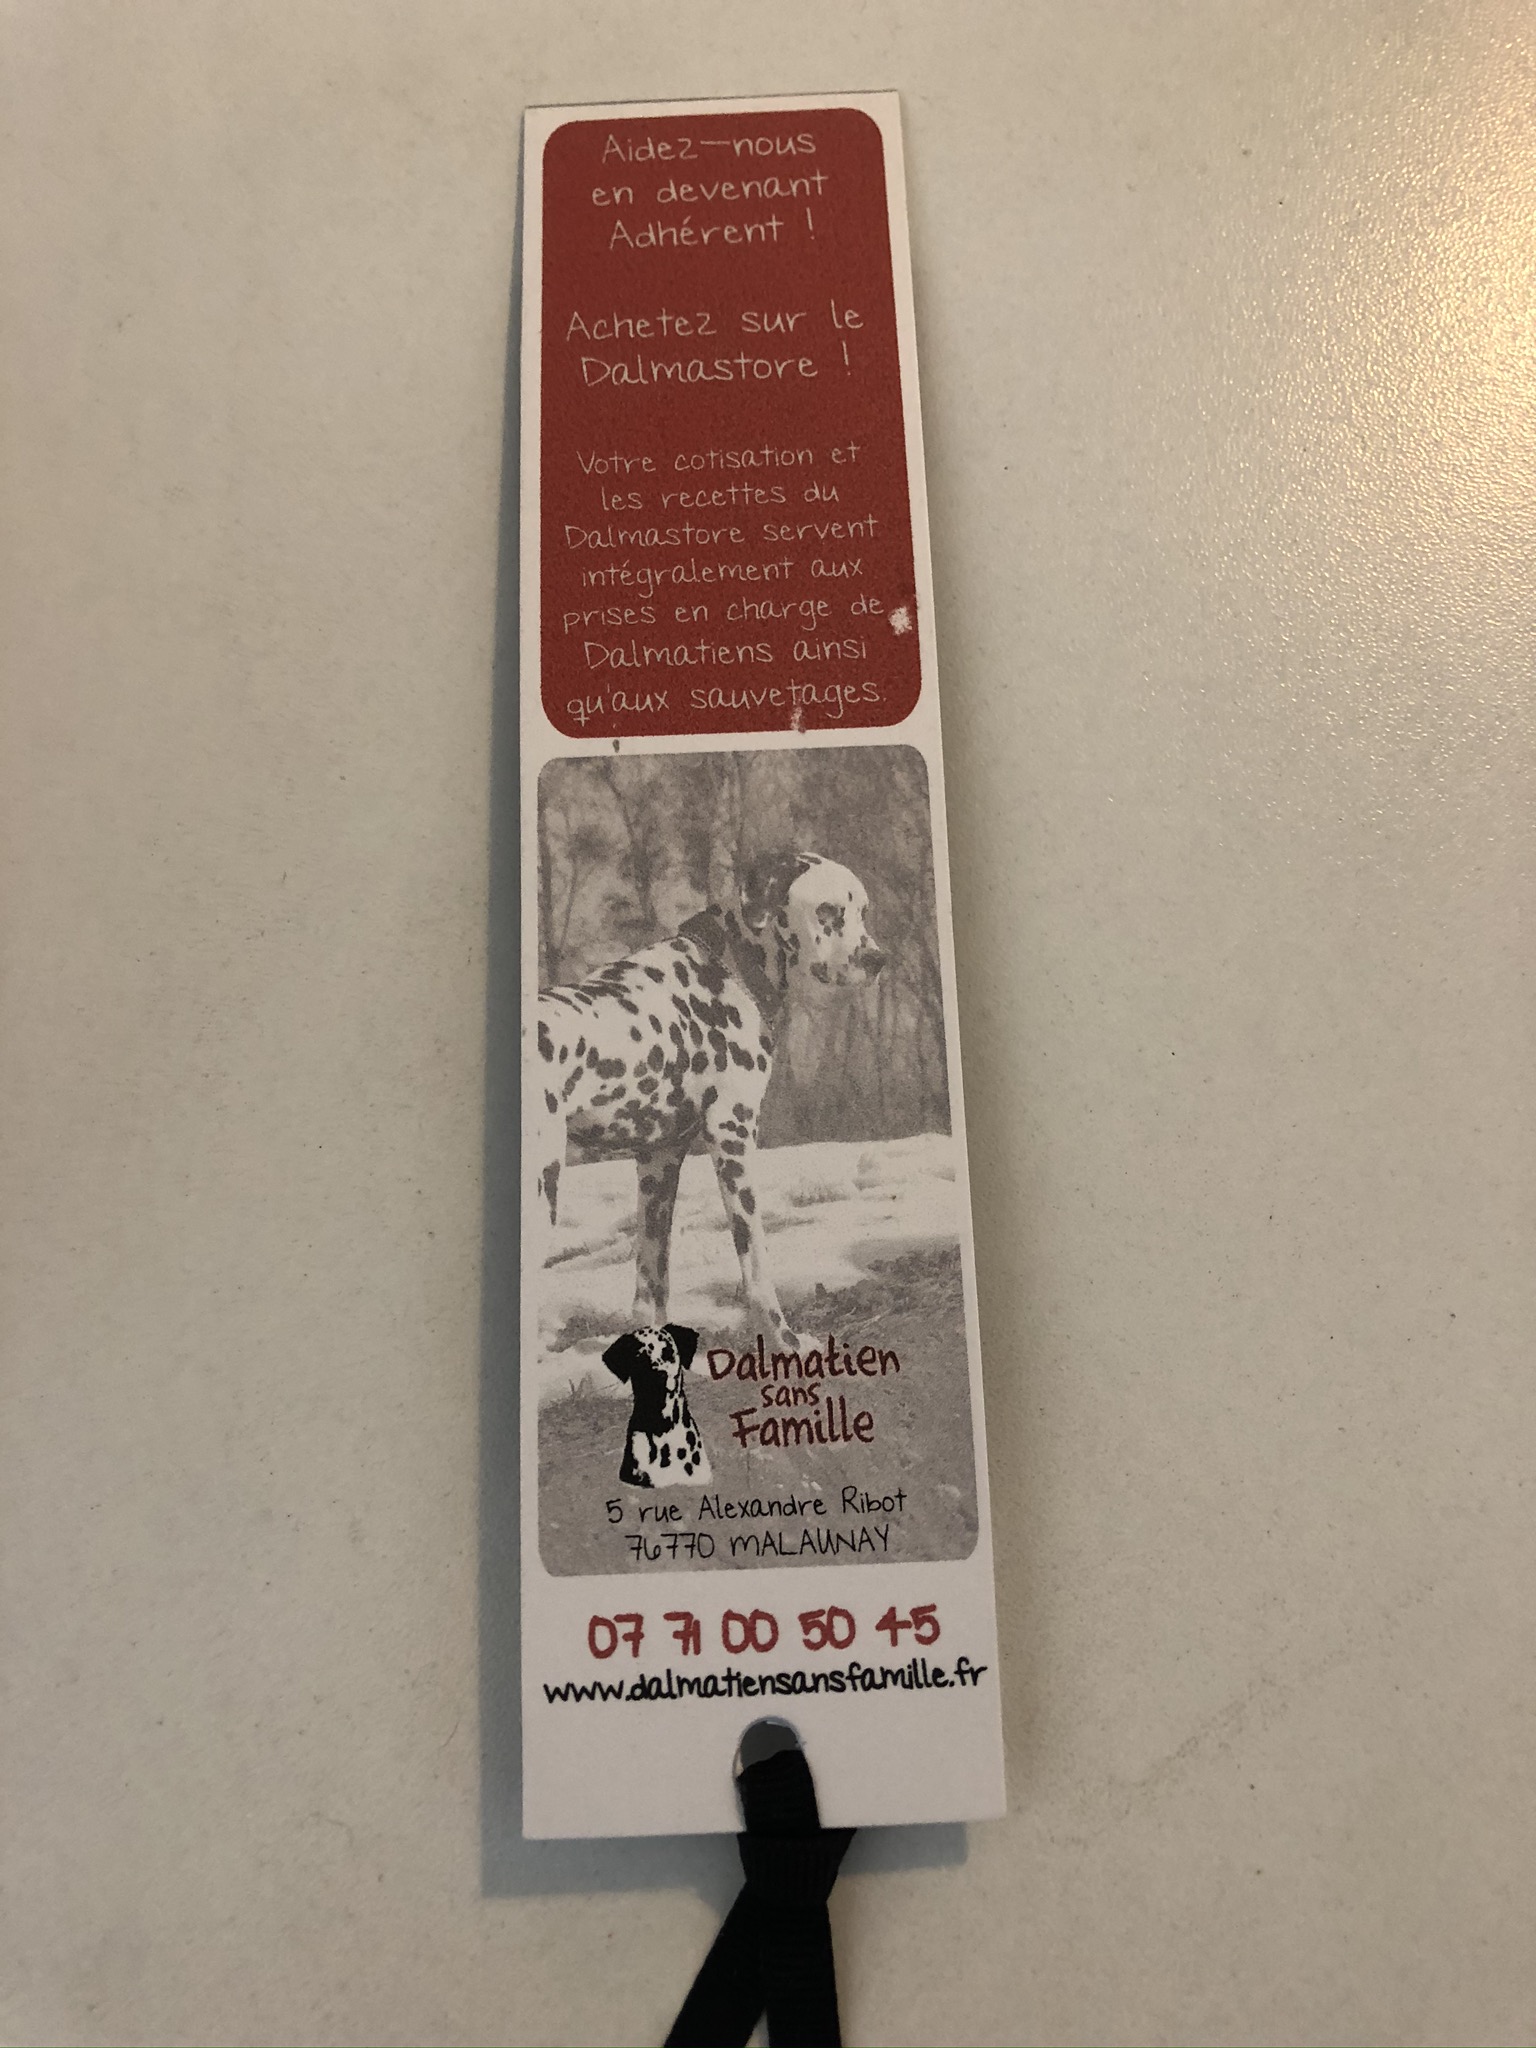 Aidez-nous
en devenant
Adhérent !
Achetez sur le
Dalmastore !
Votre cotisation et
les recettes du
Dalmastore servent
intégralement aux
prises en charge de
Dalmatiens ainsi
qu'aux sauvetages.
Dalmatien
sans
Famille
5 rue Alexandre Ribot
76770 MALAUNAY
07 71 00 50 45
www.dalmatiensansfamille.fr